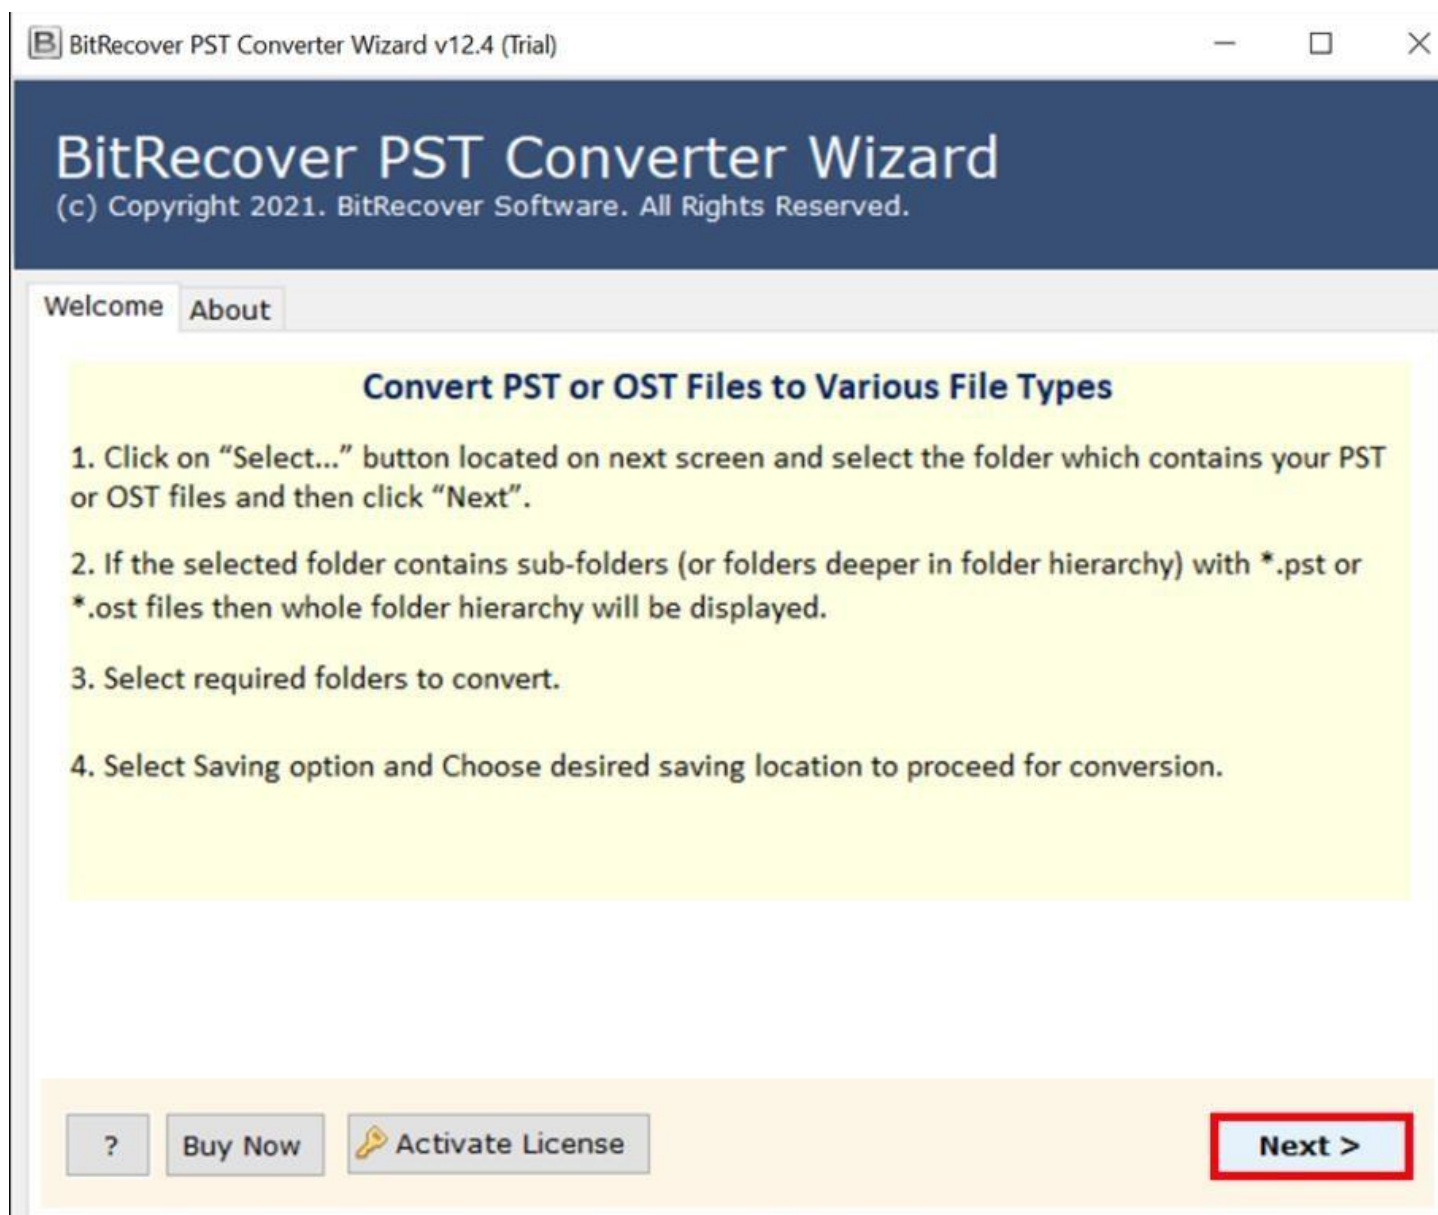 BitRecover PST Converter Wizard v12.4 (Trial)
BitRecover PST Converter Wizard
(c) Copyright 2021. BitRecover Software. All Rights Reserved.
Welcome About
Convert PST or OST Files to Various File Types
1. Click on “Select...” button located on next screen and select the folder which contains your PST
or OST files and then click “Next”.
2. If the selected folder contains sub-folders (or folders deeper in folder hierarchy) with *.pst or
*.ost files then whole folder hierarchy will be displayed.
3. Select required folders to convert.
4. Select Saving option and Choose desired saving location to proceed for conversion.
? Buy Now Activate License Next >